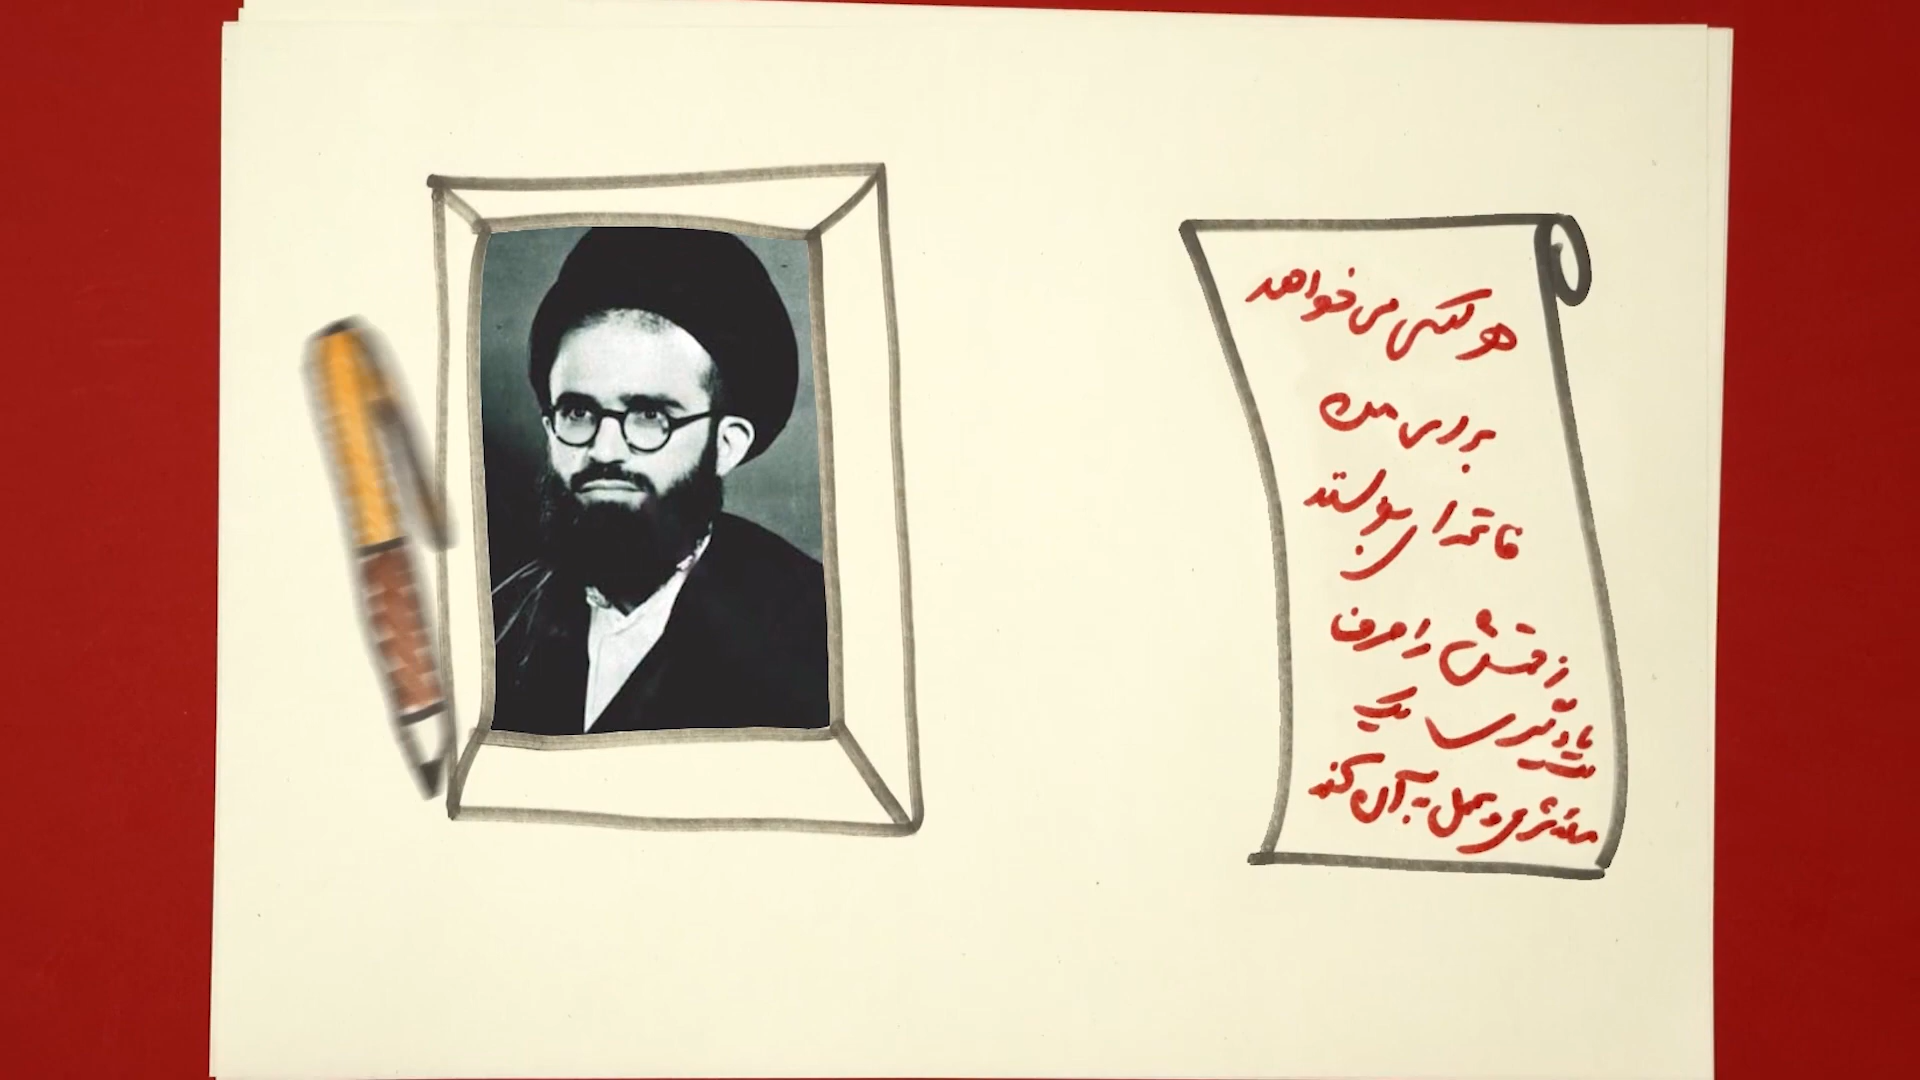 هر کس می‌خواهد
برای من
فاتحه‌ای بفرستد
زحمتش را صرف
یادگیری یک
مسئله شرعی و عمل به آن کند